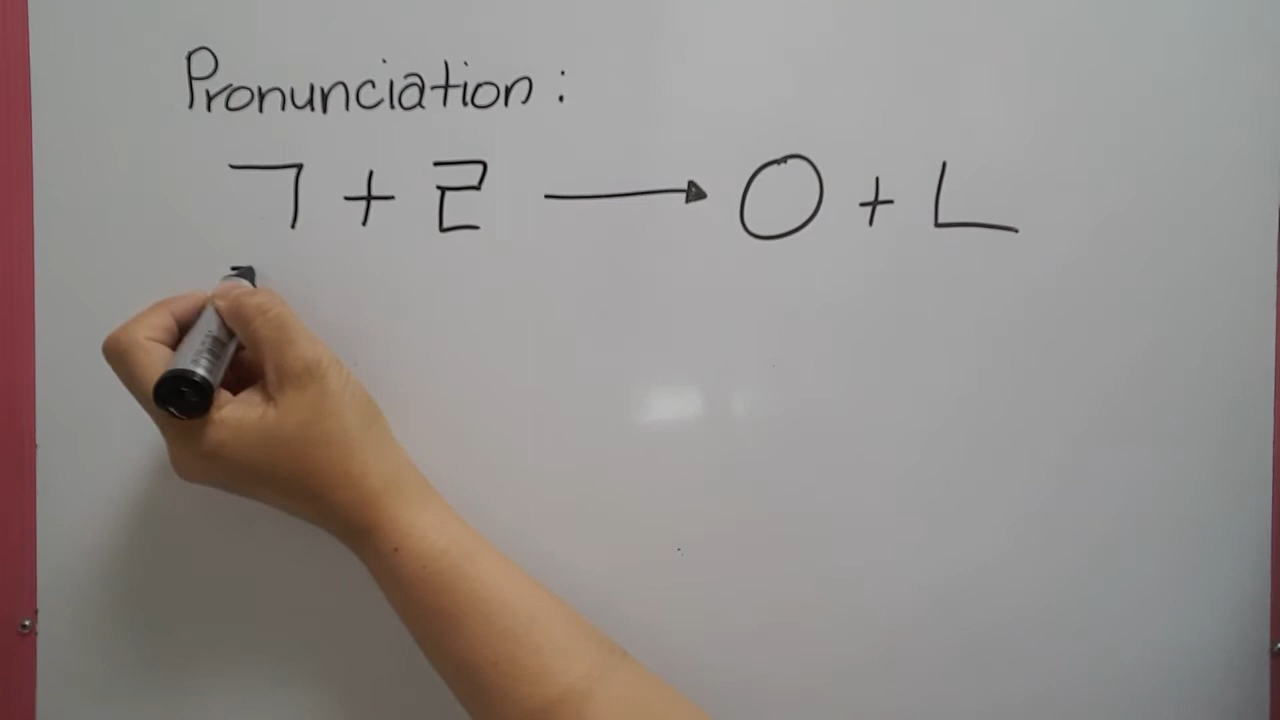 Pronunciation :
ㄱ + ㄹ → ㅇ + ㄴ